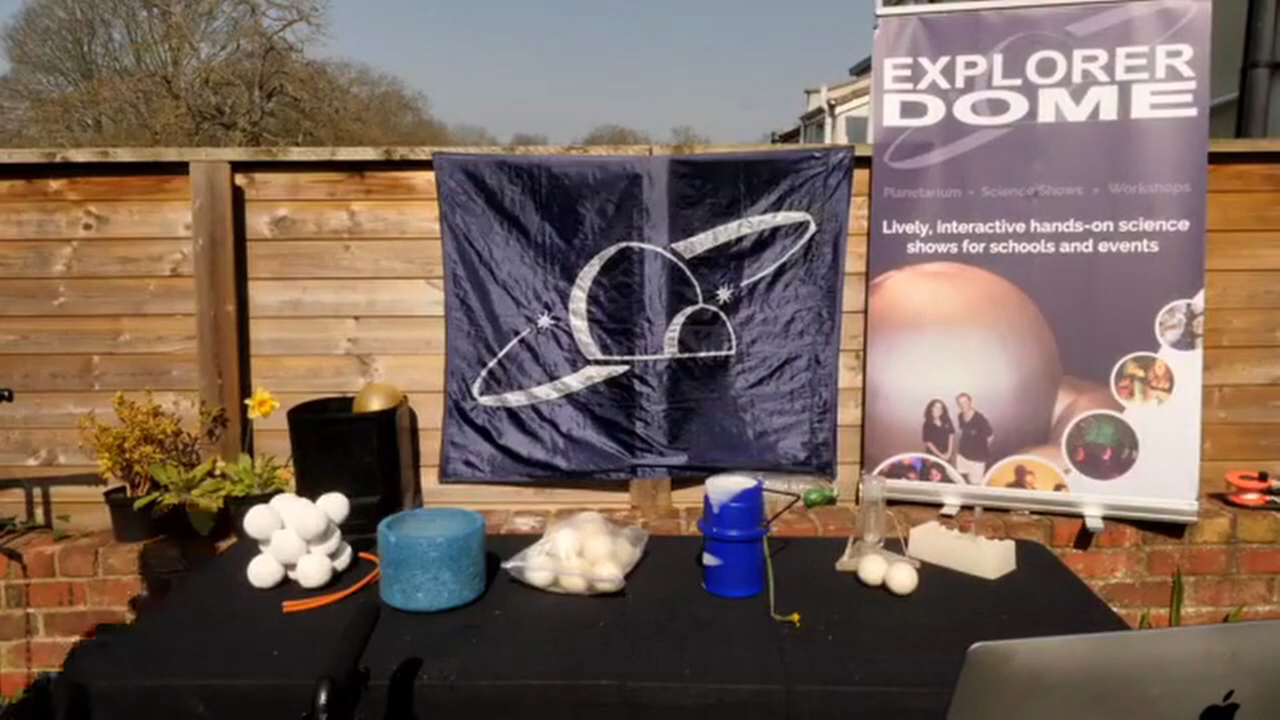 EXPLORER
DOME
Planetarium • Science Shows • Workshops
Lively, interactive hands-on science
shows for schools and events